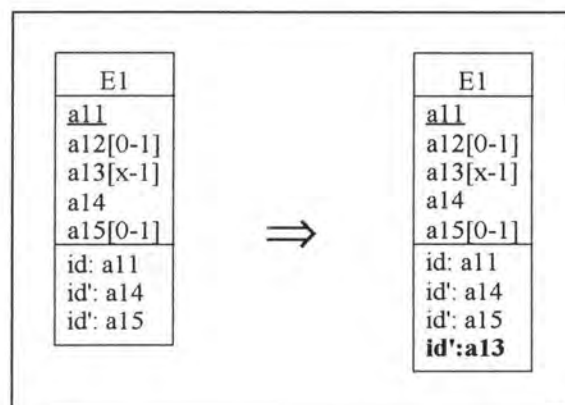 E1
a11
a12[0-1]
a13[x-1]
a14
a15[0-1]
id: a11
id': a14
id': a15
⇒
E1
a11
a12[0-1]
a13[x-1]
a14
a15[0-1]
id: a11
id': a14
id': a15
id':a13